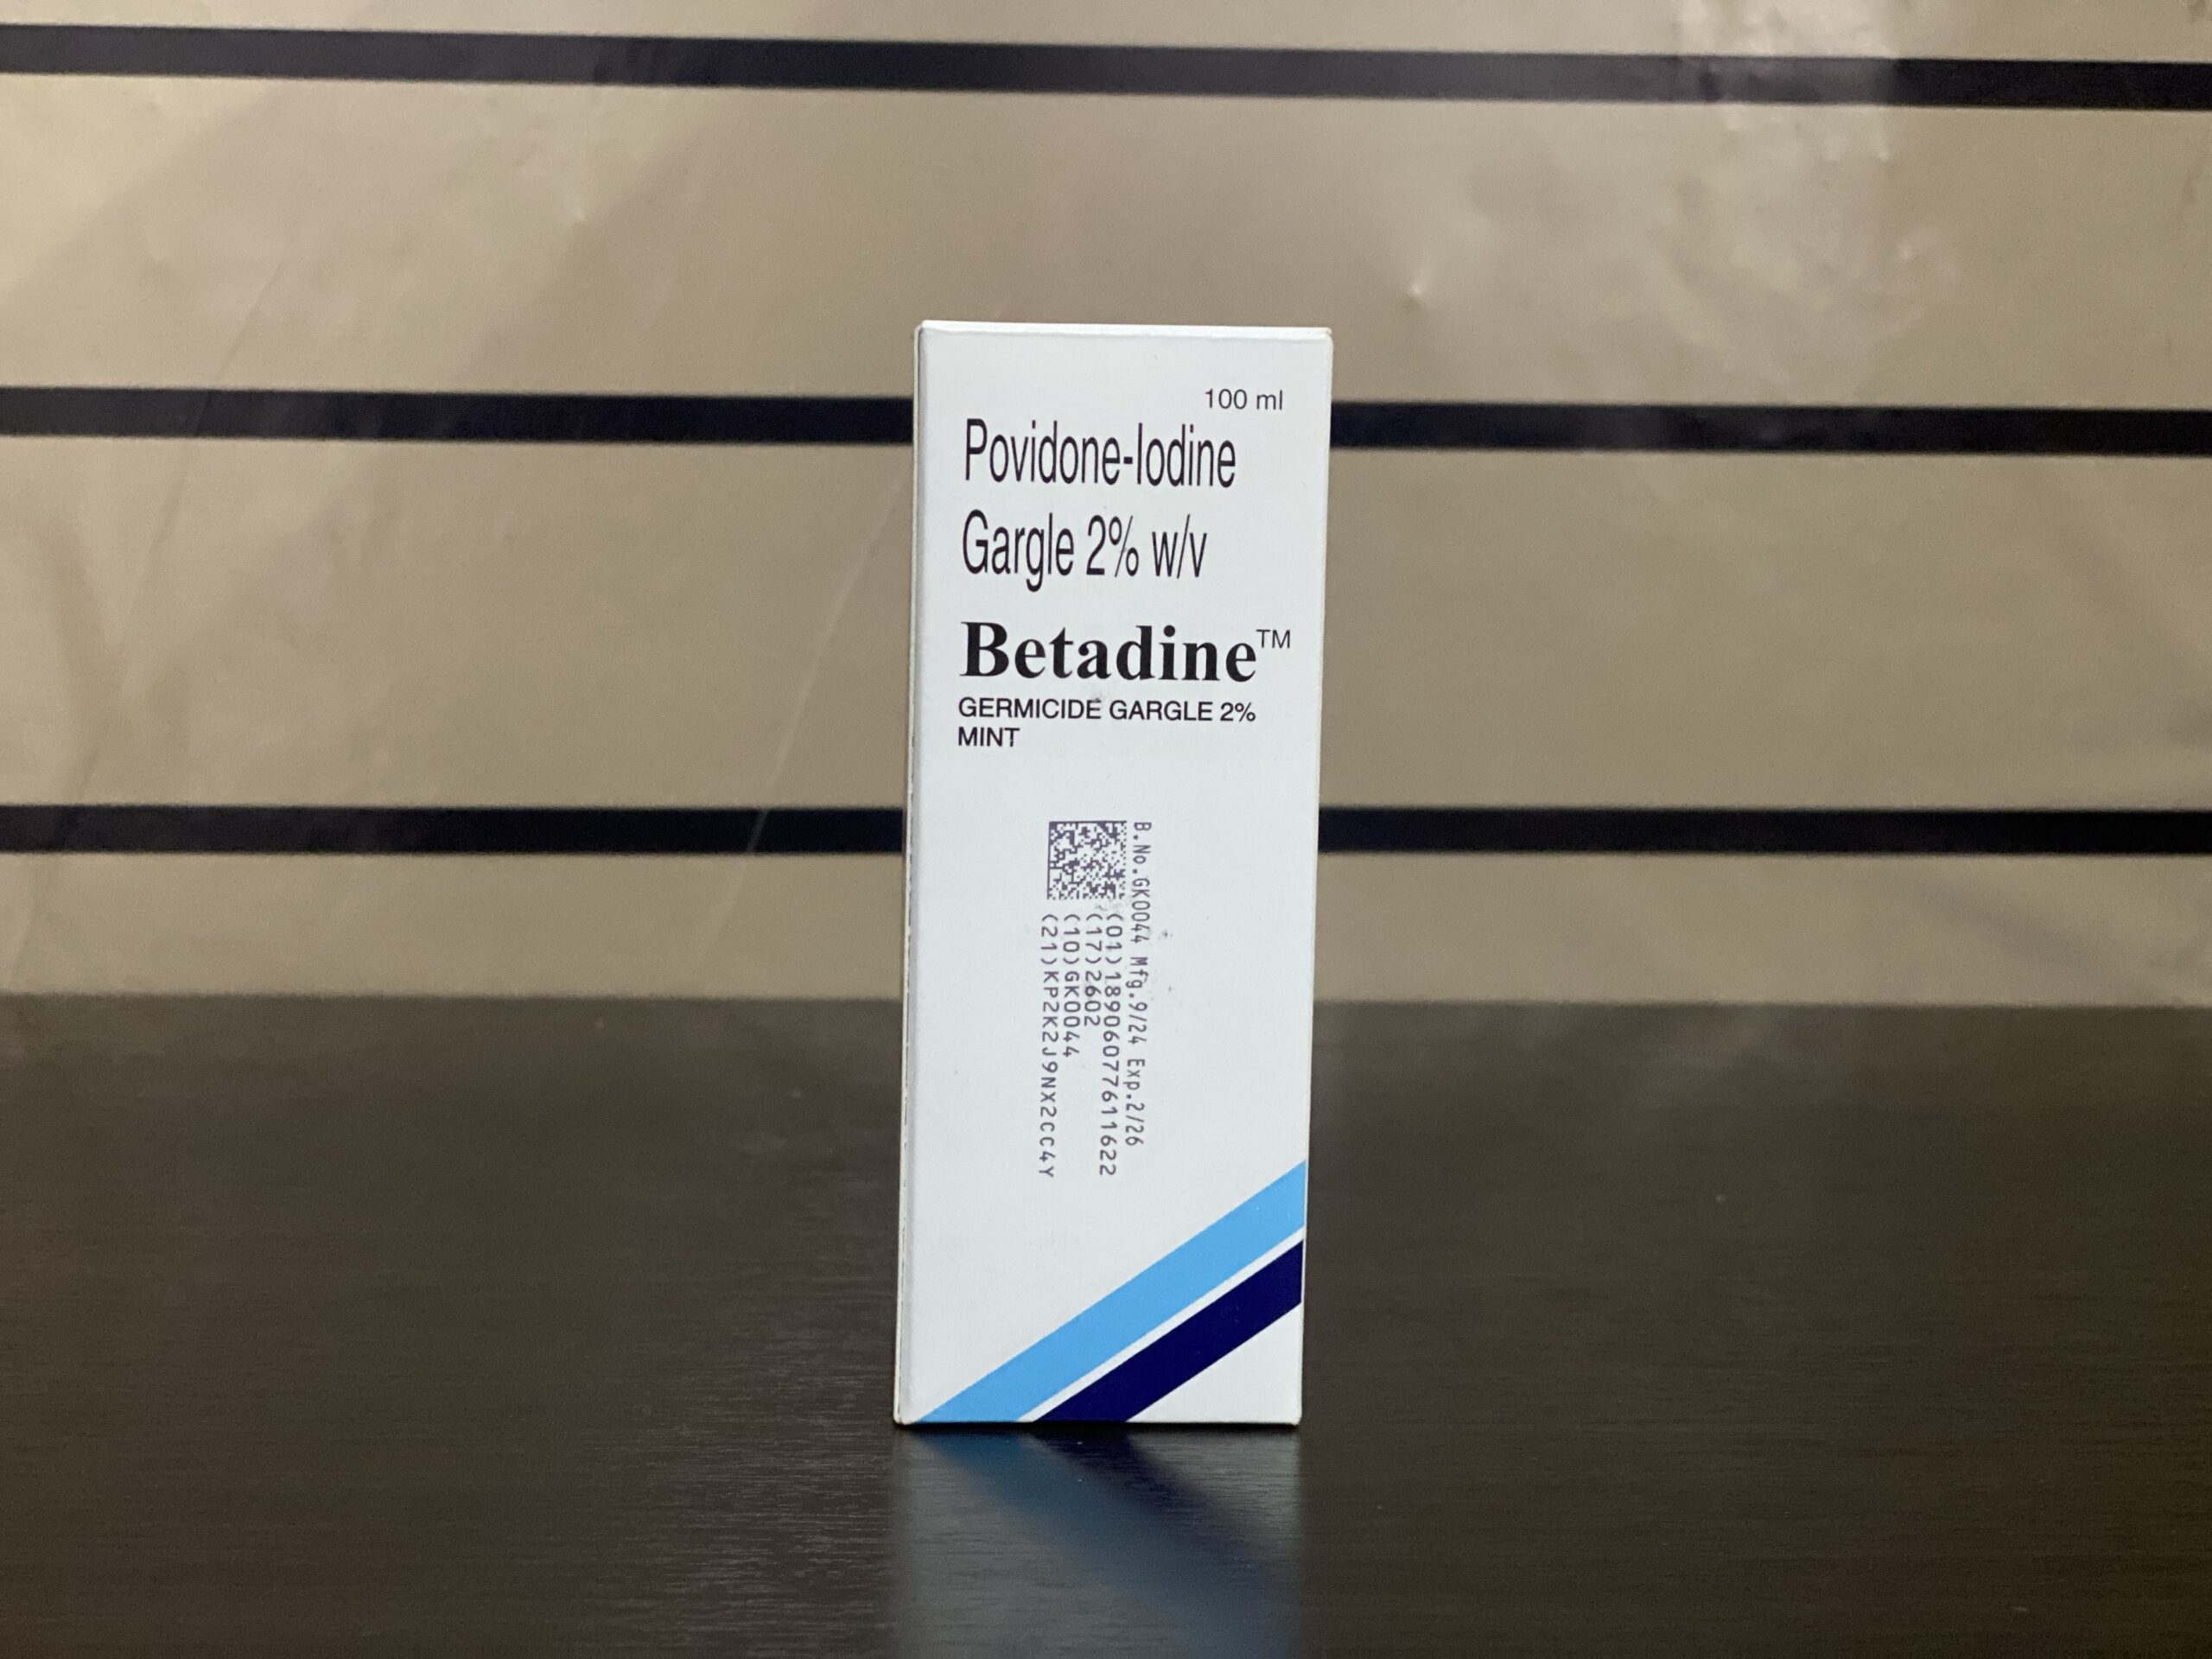 100 ml
Povidone-Iodine
Gargle 2% w/v
Betadine™
GERMICIDE GARGLE 2%
MINT
B.No.GK0044 Mfg.9/24 Exp.2/26
(01)18906077611622
(17)2602
(10)GK0044
(21)KP2K2J9NX2CC4Y